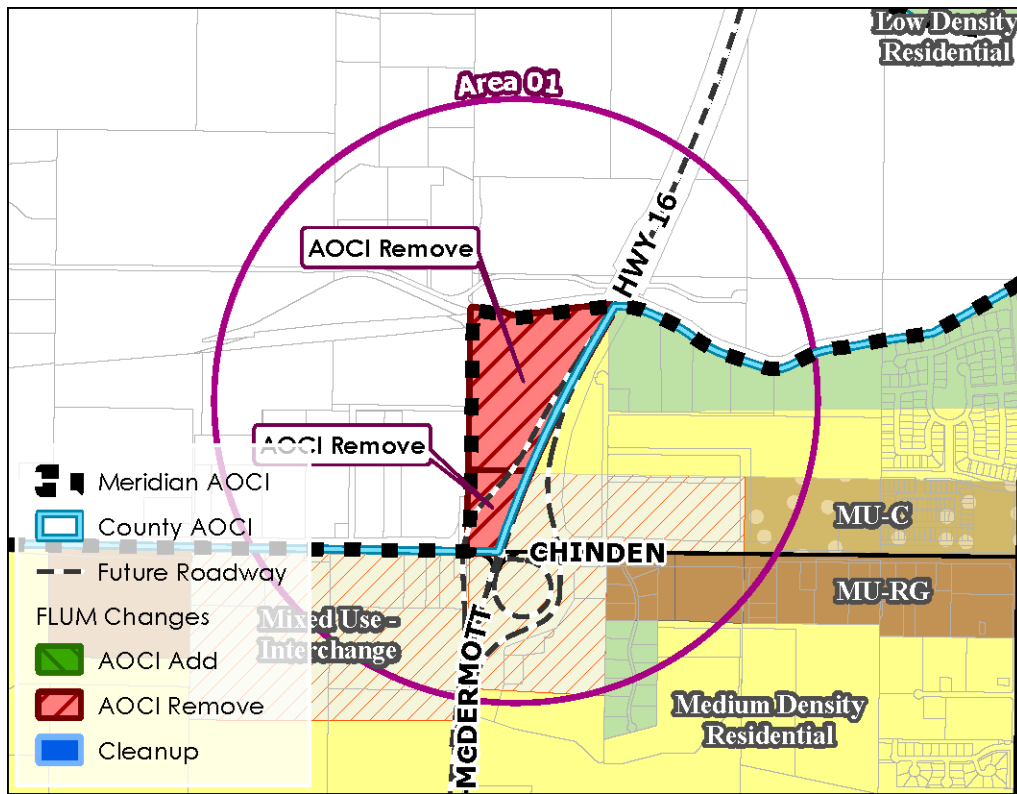 Low Density
Residential
Area 01
HWY 16
AOCI Remove
AOCI Remove
MU-C
CHINDEN
MU-RG
Mixed Use -
Interchange
McDERMOTT
Medium Density
Residential
Meridian AOCI
County AOCI
Future Roadway
FLUM Changes
AOCI Add
AOCI Remove
Cleanup